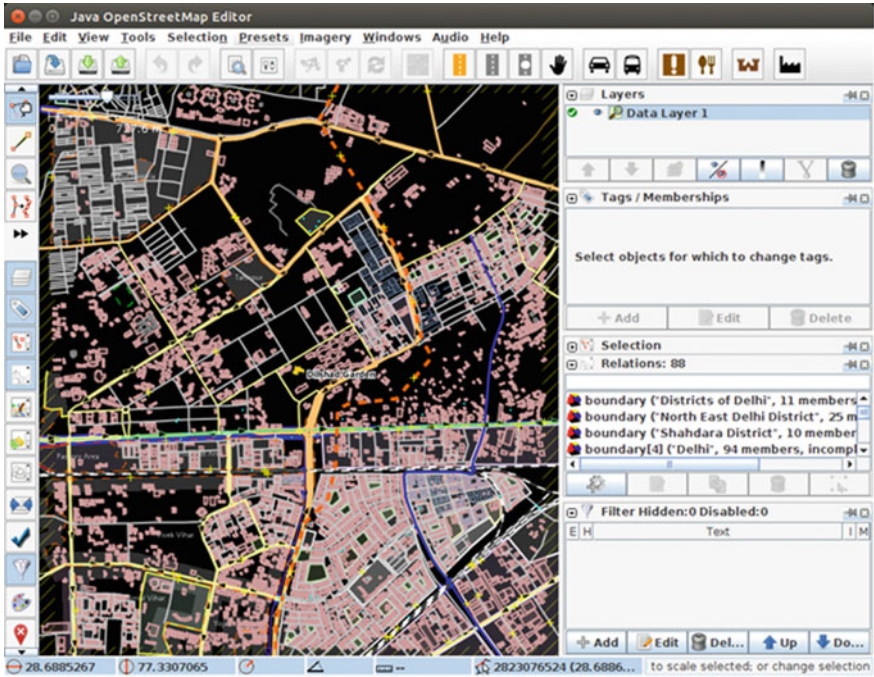 Java OpenStreetMap Editor
File Edit View Tools Selection Presets Imagery Windows Audio Help
Layers
Data Layer 1
Tags / Memberships
Select objects for which to change tags.
Add Edit Delete
Selection
Relations: 88
boundary ("Districts of Delhi", 11 members
boundary ("North East Delhi District", 25 m
boundary ("Shahdara District", 10 member
boundary[4] ("Delhi", 94 members, incompl
Filter Hidden:0 Disabled:0
E H Text I M
Add Edit Del... Up Do...
Dilshad Garden
28.6885267 77.3307065 -- 2823076524 (28.6886... to scale selected; or change selection